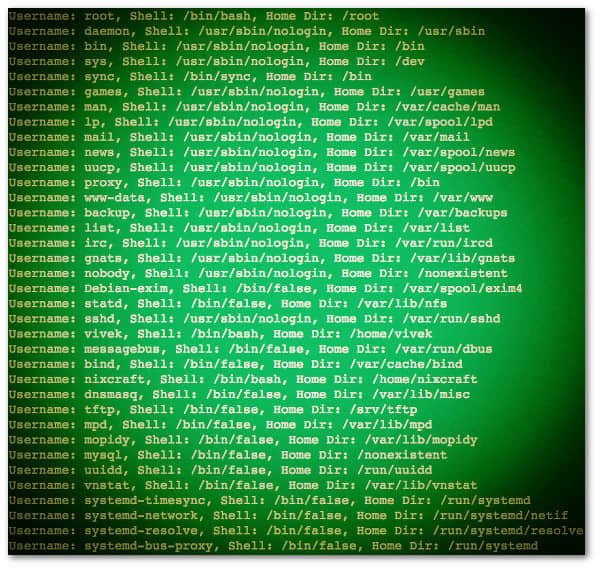 Username: root, Shell: /bin/bash, Home Dir: /root
Username: daemon, Shell: /usr/sbin/nologin, Home Dir: /usr/sbin
Username: bin, Shell: /usr/sbin/nologin, Home Dir: /bin
Username: sys, Shell: /usr/sbin/nologin, Home Dir: /dev
Username: sync, Shell: /bin/sync, Home Dir: /bin
Username: games, Shell: /usr/sbin/nologin, Home Dir: /usr/games
Username: man, Shell: /usr/sbin/nologin, Home Dir: /var/cache/man
Username: lp, Shell: /usr/sbin/nologin, Home Dir: /var/spool/lpd
Username: mail, Shell: /usr/sbin/nologin, Home Dir: /var/mail
Username: news, Shell: /usr/sbin/nologin, Home Dir: /var/spool/news
Username: uucp, Shell: /usr/sbin/nologin, Home Dir: /var/spool/uucp
Username: proxy, Shell: /usr/sbin/nologin, Home Dir: /bin
Username: www-data, Shell: /usr/sbin/nologin, Home Dir: /var/www
Username: backup, Shell: /usr/sbin/nologin, Home Dir: /var/backups
Username: list, Shell: /usr/sbin/nologin, Home Dir: /var/list
Username: irc, Shell: /usr/sbin/nologin, Home Dir: /var/run/ircd
Username: gnats, Shell: /usr/sbin/nologin, Home Dir: /var/lib/gnats
Username: nobody, Shell: /usr/sbin/nologin, Home Dir: /nonexistent
Username: Debian-exim, Shell: /bin/false, Home Dir: /var/spool/exim4
Username: statd, Shell: /bin/false, Home Dir: /var/lib/nfs
Username: sshd, Shell: /usr/sbin/nologin, Home Dir: /var/run/sshd
Username: vivek, Shell: /bin/bash, Home Dir: /home/vivek
Username: messagebus, Shell: /bin/false, Home Dir: /var/run/dbus
Username: bind, Shell: /bin/false, Home Dir: /var/cache/bind
Username: nixcraft, Shell: /bin/bash, Home Dir: /home/nixcraft
Username: dnsmasq, Shell: /bin/false, Home Dir: /var/lib/misc
Username: tftp, Shell: /bin/false, Home Dir: /srv/tftp
Username: mpd, Shell: /bin/false, Home Dir: /var/lib/mpd
Username: mopidy, Shell: /bin/false, Home Dir: /var/lib/mopidy
Username: mysql, Shell: /bin/false, Home Dir: /nonexistent
Username: uuidd, Shell: /bin/false, Home Dir: /run/uuidd
Username: vnstat, Shell: /bin/false, Home Dir: /var/lib/vnstat
Username: systemd-timesync, Shell: /bin/false, Home Dir: /run/systemd
Username: systemd-network, Shell: /bin/false, Home Dir: /run/systemd/netif
Username: systemd-resolve, Shell: /bin/false, Home Dir: /run/systemd/resolve
Username: systemd-bus-proxy, Shell: /bin/false, Home Dir: /run/systemd